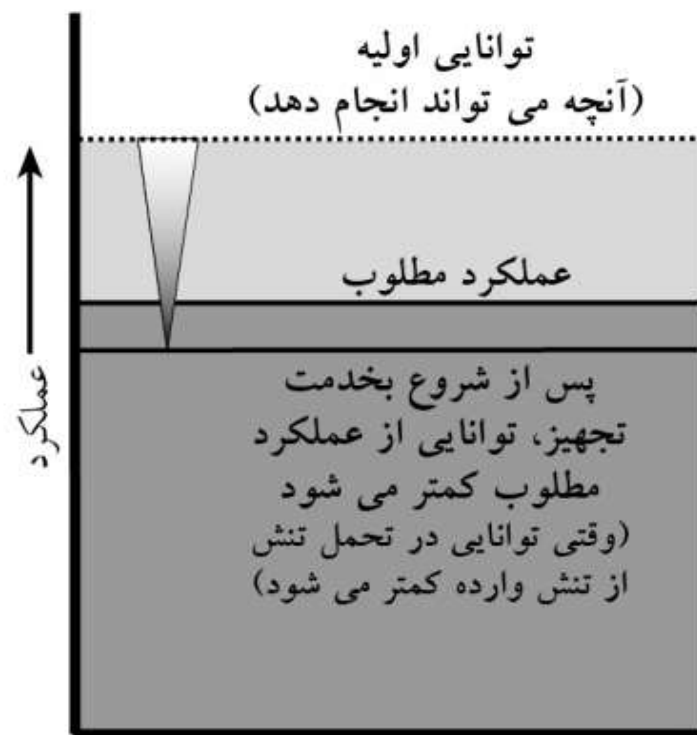 توانایی اولیه
(آنچه می تواند انجام دهد)
عملکرد مطلوب
پس از شروع بخدمت
تجهیز، توانایی از عملکرد
مطلوب کمتر می شود
(وقتی توانایی در تحمل تنش
از تنش وارده کمتر می شود)
عملکرد